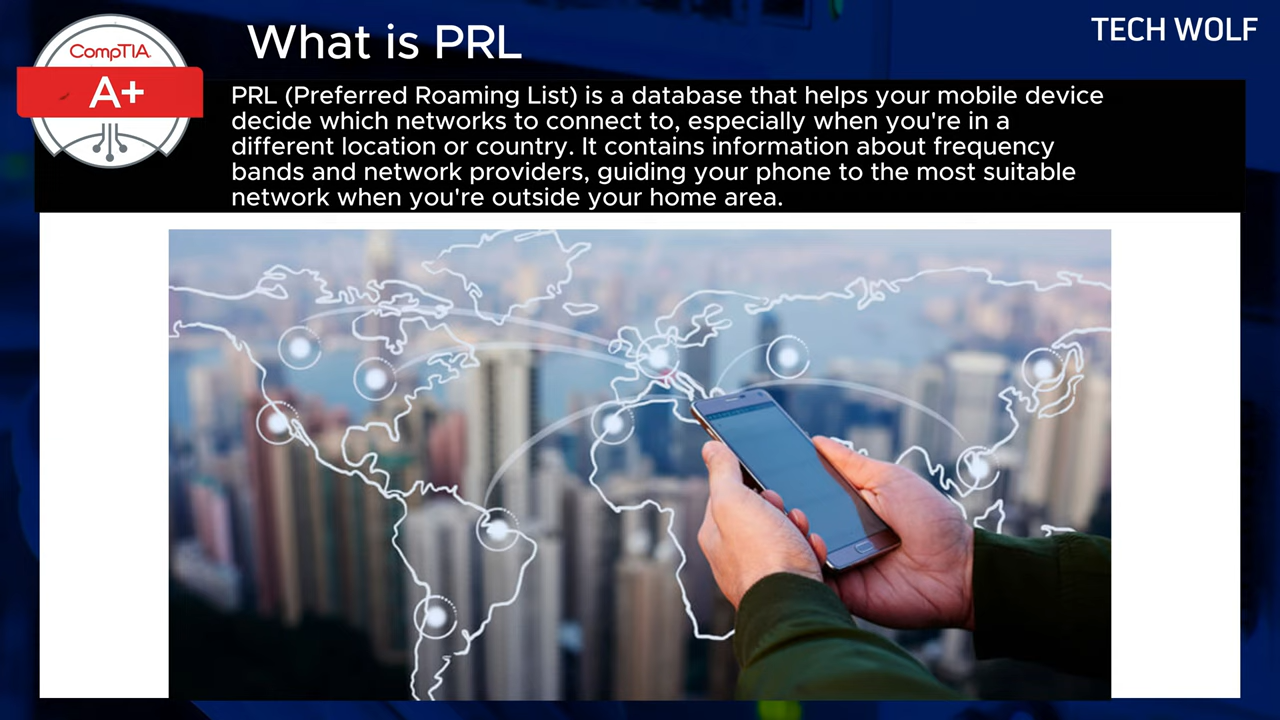 CompTIA
A+
What is PRL
TECH WOLF
PRL (Preferred Roaming List) is a database that helps your mobile device
decide which networks to connect to, especially when you're in a
different location or country. It contains information about frequency
bands and network providers, guiding your phone to the most suitable
network when you're outside your home area.